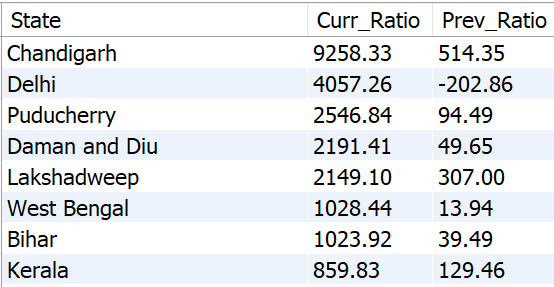 State Curr_Ratio Prev_Ratio
Chandigarh 9258.33 514.35
Delhi 4057.26 -202.86
Puducherry 2546.84 94.49
Daman and Diu 2191.41 49.65
Lakshadweep 2149.10 307.00
West Bengal 1028.44 13.94
Bihar 1023.92 39.49
Kerala 859.83 129.46